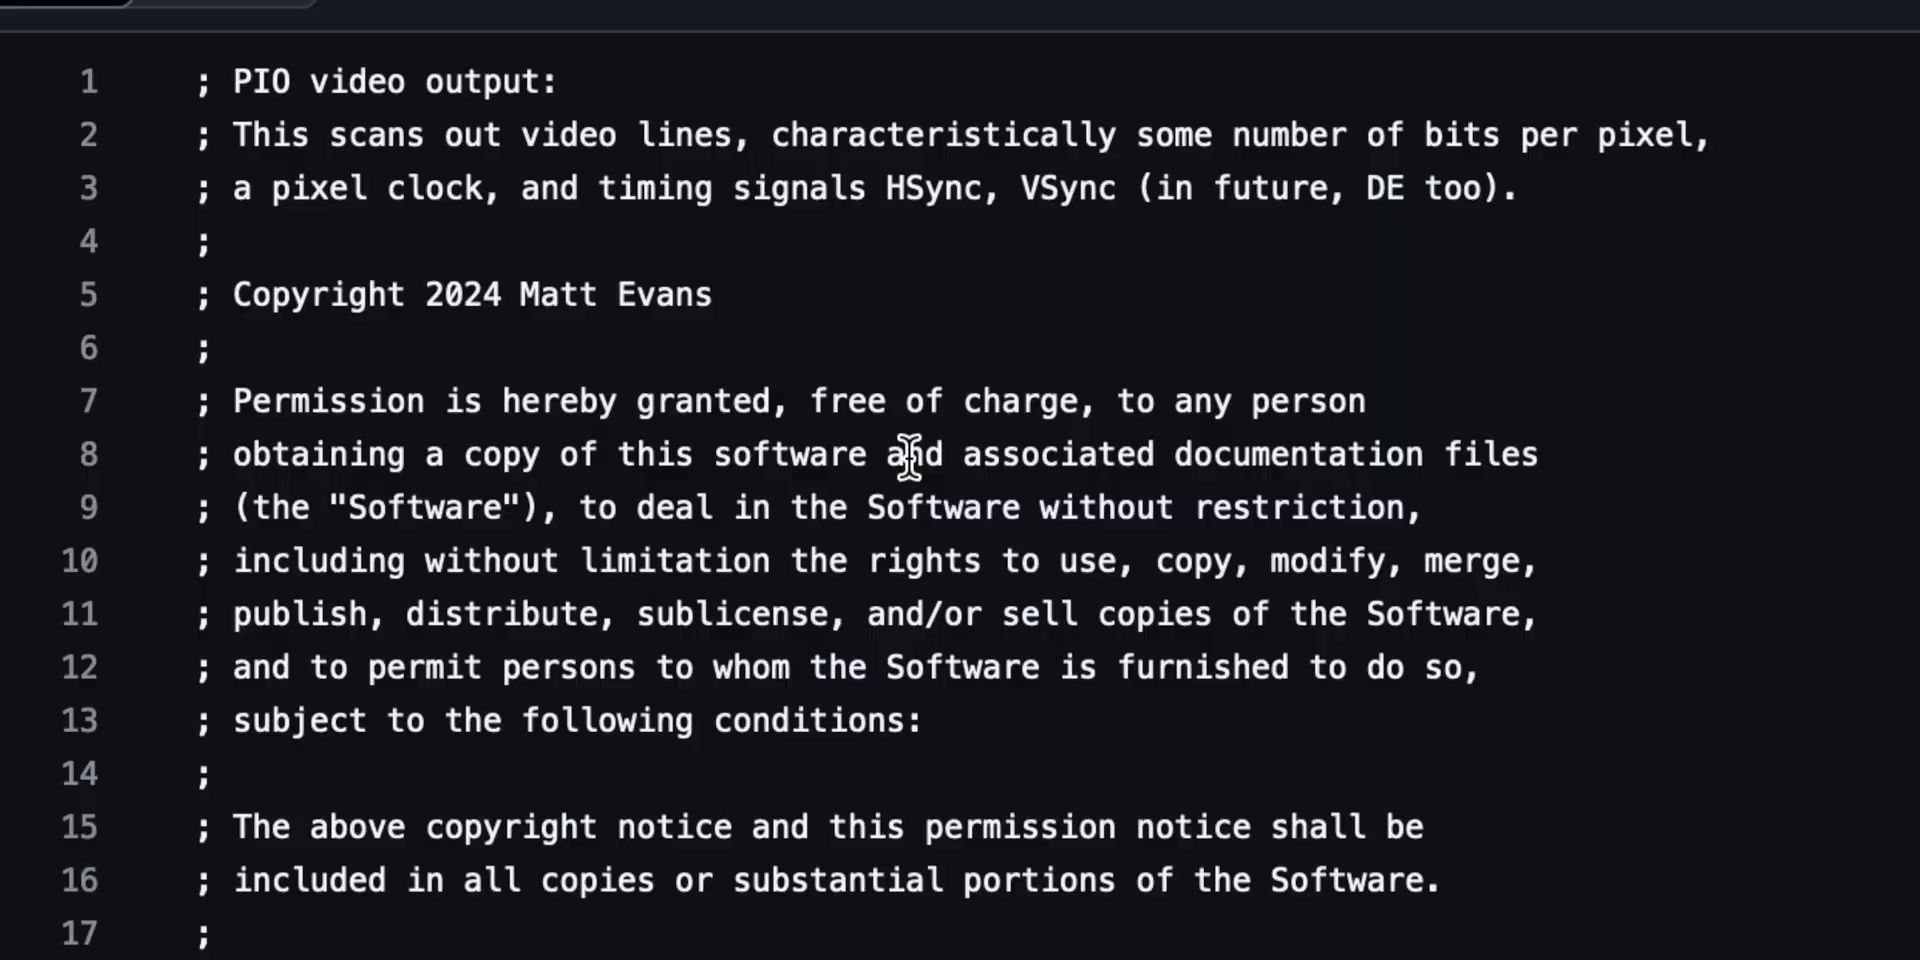 1 ; PIO video output:
2 ; This scans out video lines, characteristically some number of bits per pixel,
3 ; a pixel clock, and timing signals HSync, VSync (in future, DE too).
4 ;
5 ; Copyright 2024 Matt Evans
6 ;
7 ; Permission is hereby granted, free of charge, to any person
8 ; obtaining a copy of this software and associated documentation files
9 ; (the "Software"), to deal in the Software without restriction,
10 ; including without limitation the rights to use, copy, modify, merge,
11 ; publish, distribute, sublicense, and/or sell copies of the Software,
12 ; and to permit persons to whom the Software is furnished to do so,
13 ; subject to the following conditions:
14 ;
15 ; The above copyright notice and this permission notice shall be
16 ; included in all copies or substantial portions of the Software.
17 ;